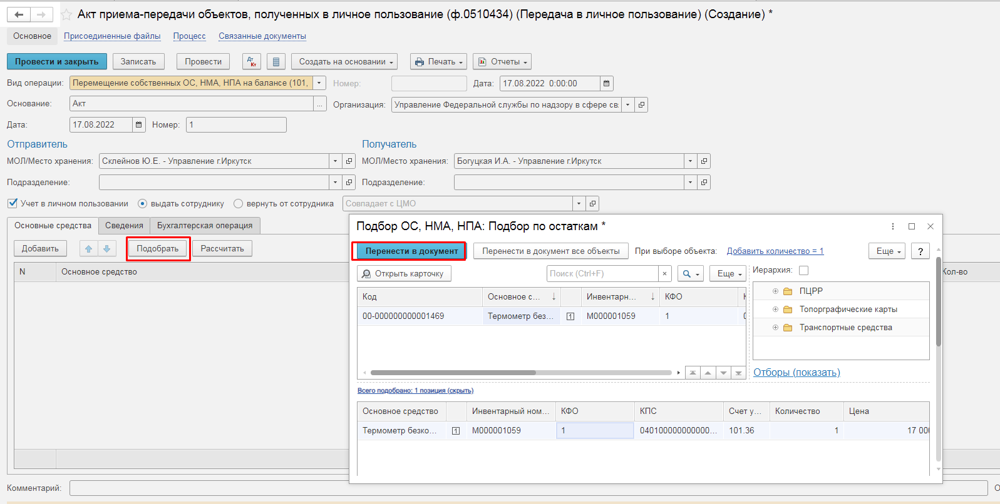 Акт приема-передачи объектов, полученных в личное пользование (ф.0510434) (Передача в личное пользование) (Создание) *
Основное Присоединенные файлы Процесс Связанные документы
Провести и закрыть Записать Провести Дт Кт Создать на основании Печать Отчеты
Вид операции: Перемещение собственных ОС, НМА, НПА на балансе (101, Номер: Дата: 17.08.2022 0:00:00
Основание: Акт ... Организация: Управление Федеральной службы по надзору в сфере св
Дата: 17.08.2022 Номер: 1
Отправитель Получатель
МОЛ/Место хранения: Склейнов Ю.Е. - Управление г.Иркутск МОЛ/Место хранения: Богуцкая И.А. - Управление г.Иркутск
Подразделение: Подразделение:
Учет в личном пользовании выдать сотруднику вернуть от сотрудника Совпадает с ЦМО
Основные средства Сведения Бухгалтерская операция
Добавить Подобрать Рассчитать
N Основное средство Кол-во
Подбор ОС, НМА, НПА: Подбор по остаткам *
Перенести в документ Перенести в документ все объекты При выборе объекта: Добавить количество = 1 Еще ?
Открыть карточку Поиск (Ctrl+F) × Еще Иерархия:
Код Основное с... ↓ Инвентарн... ↓ КФО
00-000000000001469 Термометр без... 1 М000001059 1
ПЦРР
Топорграфические карты
Транспортные средства
Отборы (показать)
Всего подобрано: 1 позиция (скрыть)
Основное средство Инвентарный ном... КФО КПС Счет у... Количество Цена
Термометр безко... 1 М000001059 1 040100000000000... 101.36 1 17 000
Комментарий: